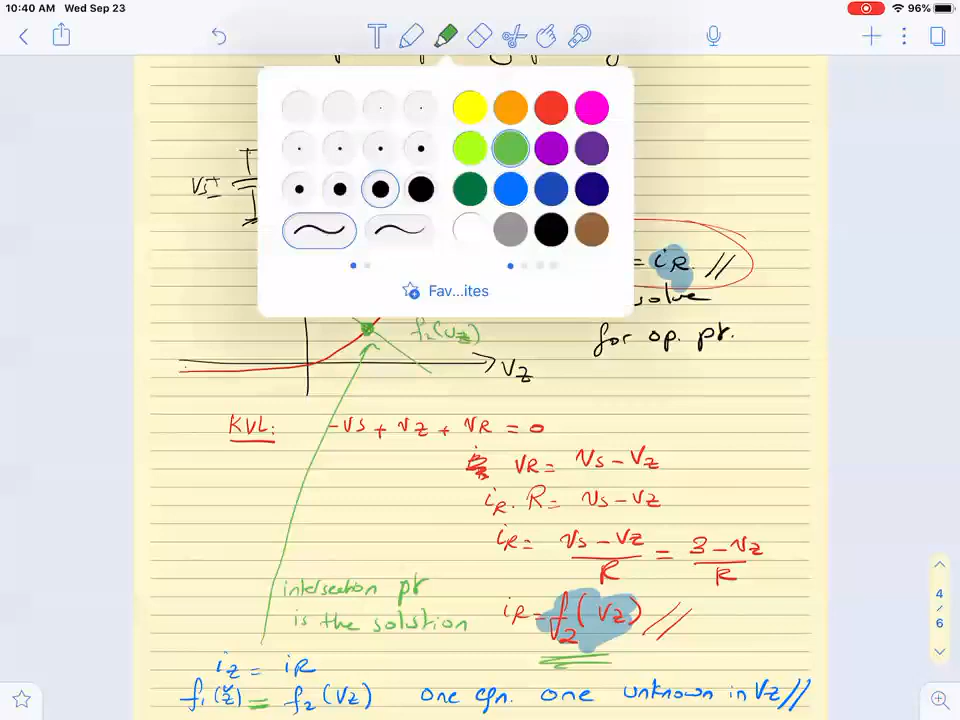 10:40 AM Wed Sep 23
96%
Vs+
= iR //
solve
for op. pt.
Fav...ites
f2(Vz)
Vz
KVL: -Vs + Vz + VR = 0
VR = Vs - Vz
iR. R = Vs - Vz
iR = Vs - Vz / R = 3 - Vz / R
intersection pt
is the solution
iR = f2(Vz) //
iz = iR
f1(Vz) = f2(Vz) one eqn. one unknown in Vz//
4
/
6